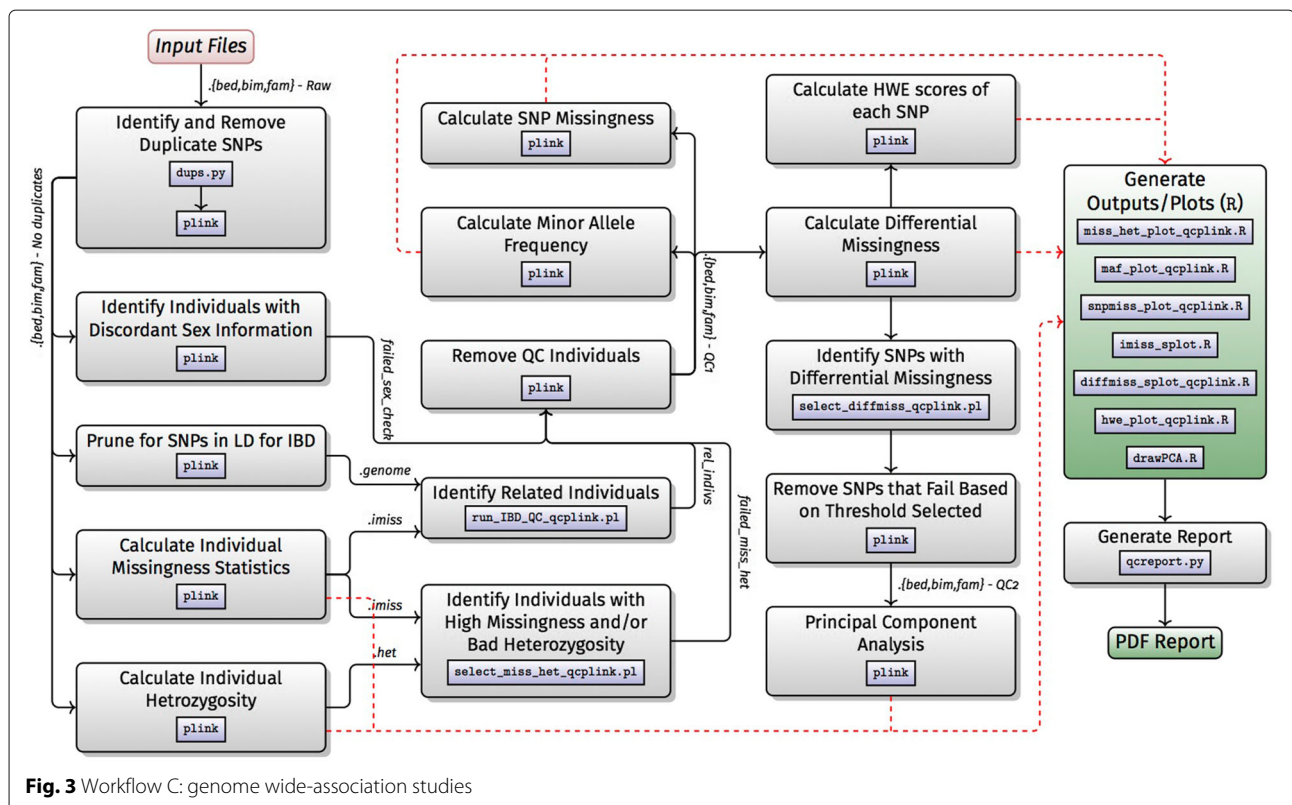 Input Files
.{bed,bim,fam} - Raw
Identify and Remove
Duplicate SNPs
dups.py
plink
.{bed,bim,fam} - No duplicates
Identify Individuals with
Discordant Sex Information
plink
failed_sex_check
Prune for SNPs in LD for IBD
plink
.genome
Calculate Individual
Missingness Statistics
plink
.imiss
.imiss
Calculate Individual
Hetrozygosity
plink
.het
Calculate SNP Missingness
plink
Calculate Minor Allele
Frequency
plink
Remove QC Individuals
plink
.{bed,bim,fam} - QC1
Identify Related Individuals
run_IBD_QC_qcplink.pl
rel_indivs
Identify Individuals with
High Missingness and/or
Bad Heterozygosity
select_miss_het_qcplink.pl
failed_miss_het
Calculate HWE scores of
each SNP
plink
Calculate Differential
Missingness
plink
Identify SNPs with
Differrential Missingness
select_diffmiss_qcplink.pl
Remove SNPs that Fail Based
on Threshold Selected
plink
.{bed,bim,fam} - QC2
Principal Component
Analysis
plink
Generate
Outputs/Plots (R)
miss_het_plot_qcplink.R
maf_plot_qcplink.R
snpmiss_plot_qcplink.R
imiss_splot.R
diffmiss_splot_qcplink.R
hwe_plot_qcplink.R
drawPCA.R
Generate Report
qcreport.py
PDF Report
Fig. 3 Workflow C: genome wide-association studies